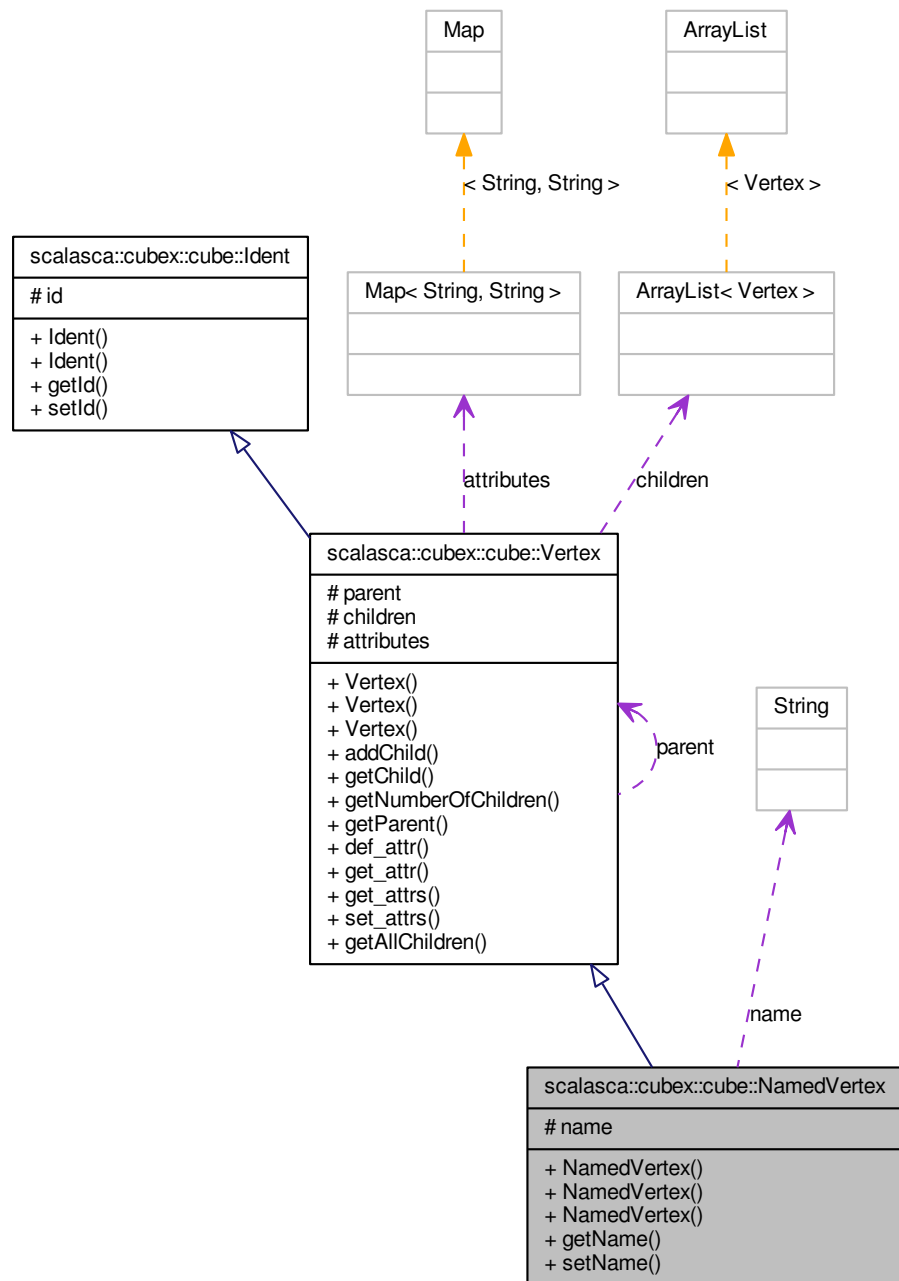 Map
ArrayList
< String, String >
< Vertex >
scalasca::cubex::cube::Ident
# id
+ Ident()
+ Ident()
+ getId()
+ setId()
Map< String, String >
ArrayList< Vertex >
attributes
children
scalasca::cubex::cube::Vertex
# parent
# children
# attributes
+ Vertex()
+ Vertex()
+ Vertex()
+ addChild()
+ getChild()
+ getNumberOfChildren()
+ getParent()
+ def_attr()
+ get_attr()
+ get_attrs()
+ set_attrs()
+ getAllChildren()
parent
String
name
scalasca::cubex::cube::NamedVertex
# name
+ NamedVertex()
+ NamedVertex()
+ NamedVertex()
+ getName()
+ setName()